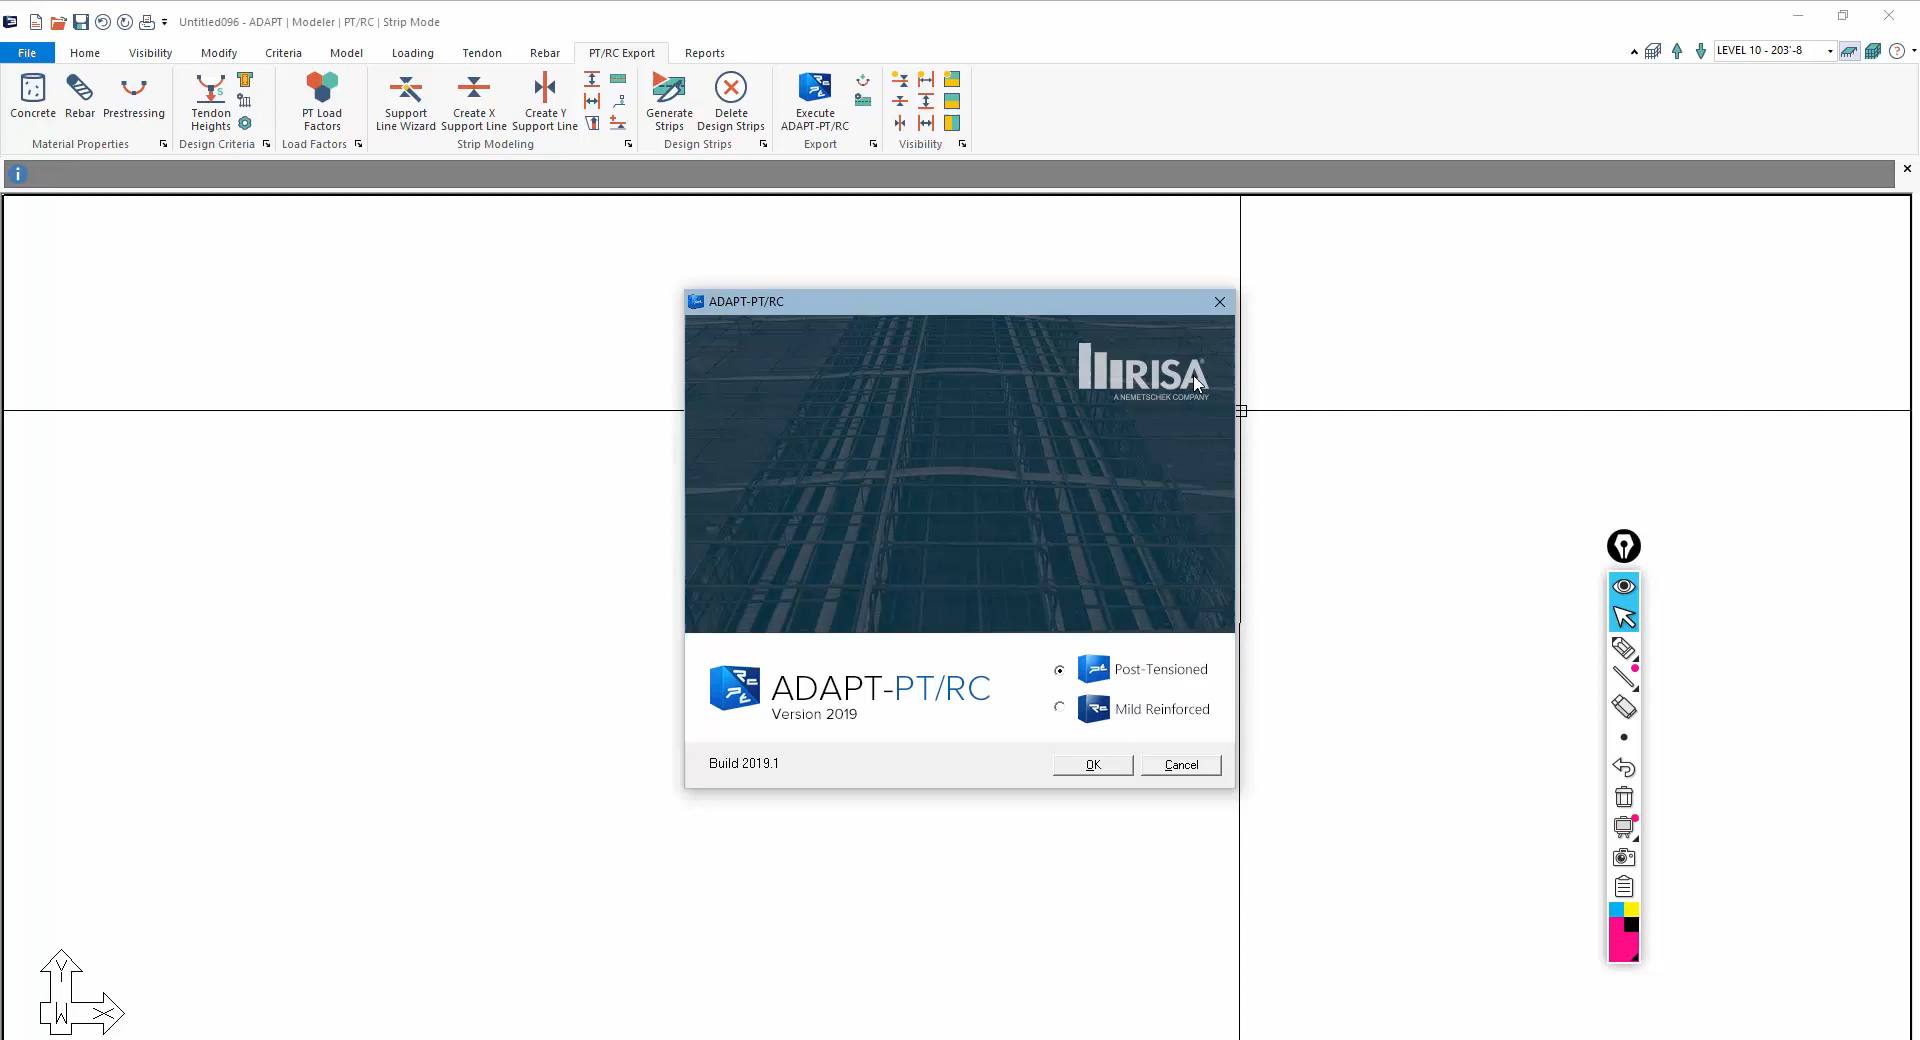 Untitled096 - ADAPT | Modeler | PT/RC | Strip Mode
File Home Visibility Modify Criteria Model Loading Tendon Rebar PT/RC Export Reports
LEVEL 10 - 203'-8
Concrete
Rebar
Prestressing
Material Properties
Tendon
Heights
Design Criteria
PT Load
Factors
Load Factors
Support
Line Wizard
Create X
Support Line
Create Y
Support Line
Strip Modeling
Generate
Strips
Delete
Design Strips
Design Strips
Execute
ADAPT-PT/RC
Export
Visibility
ADAPT-PT/RC
RISA
A NEMETSCHEK COMPANY
ADAPT-PT/RC
Version 2019
Post-Tensioned
Mild Reinforced
Build 2019.1
OK
Cancel
Y
W
X